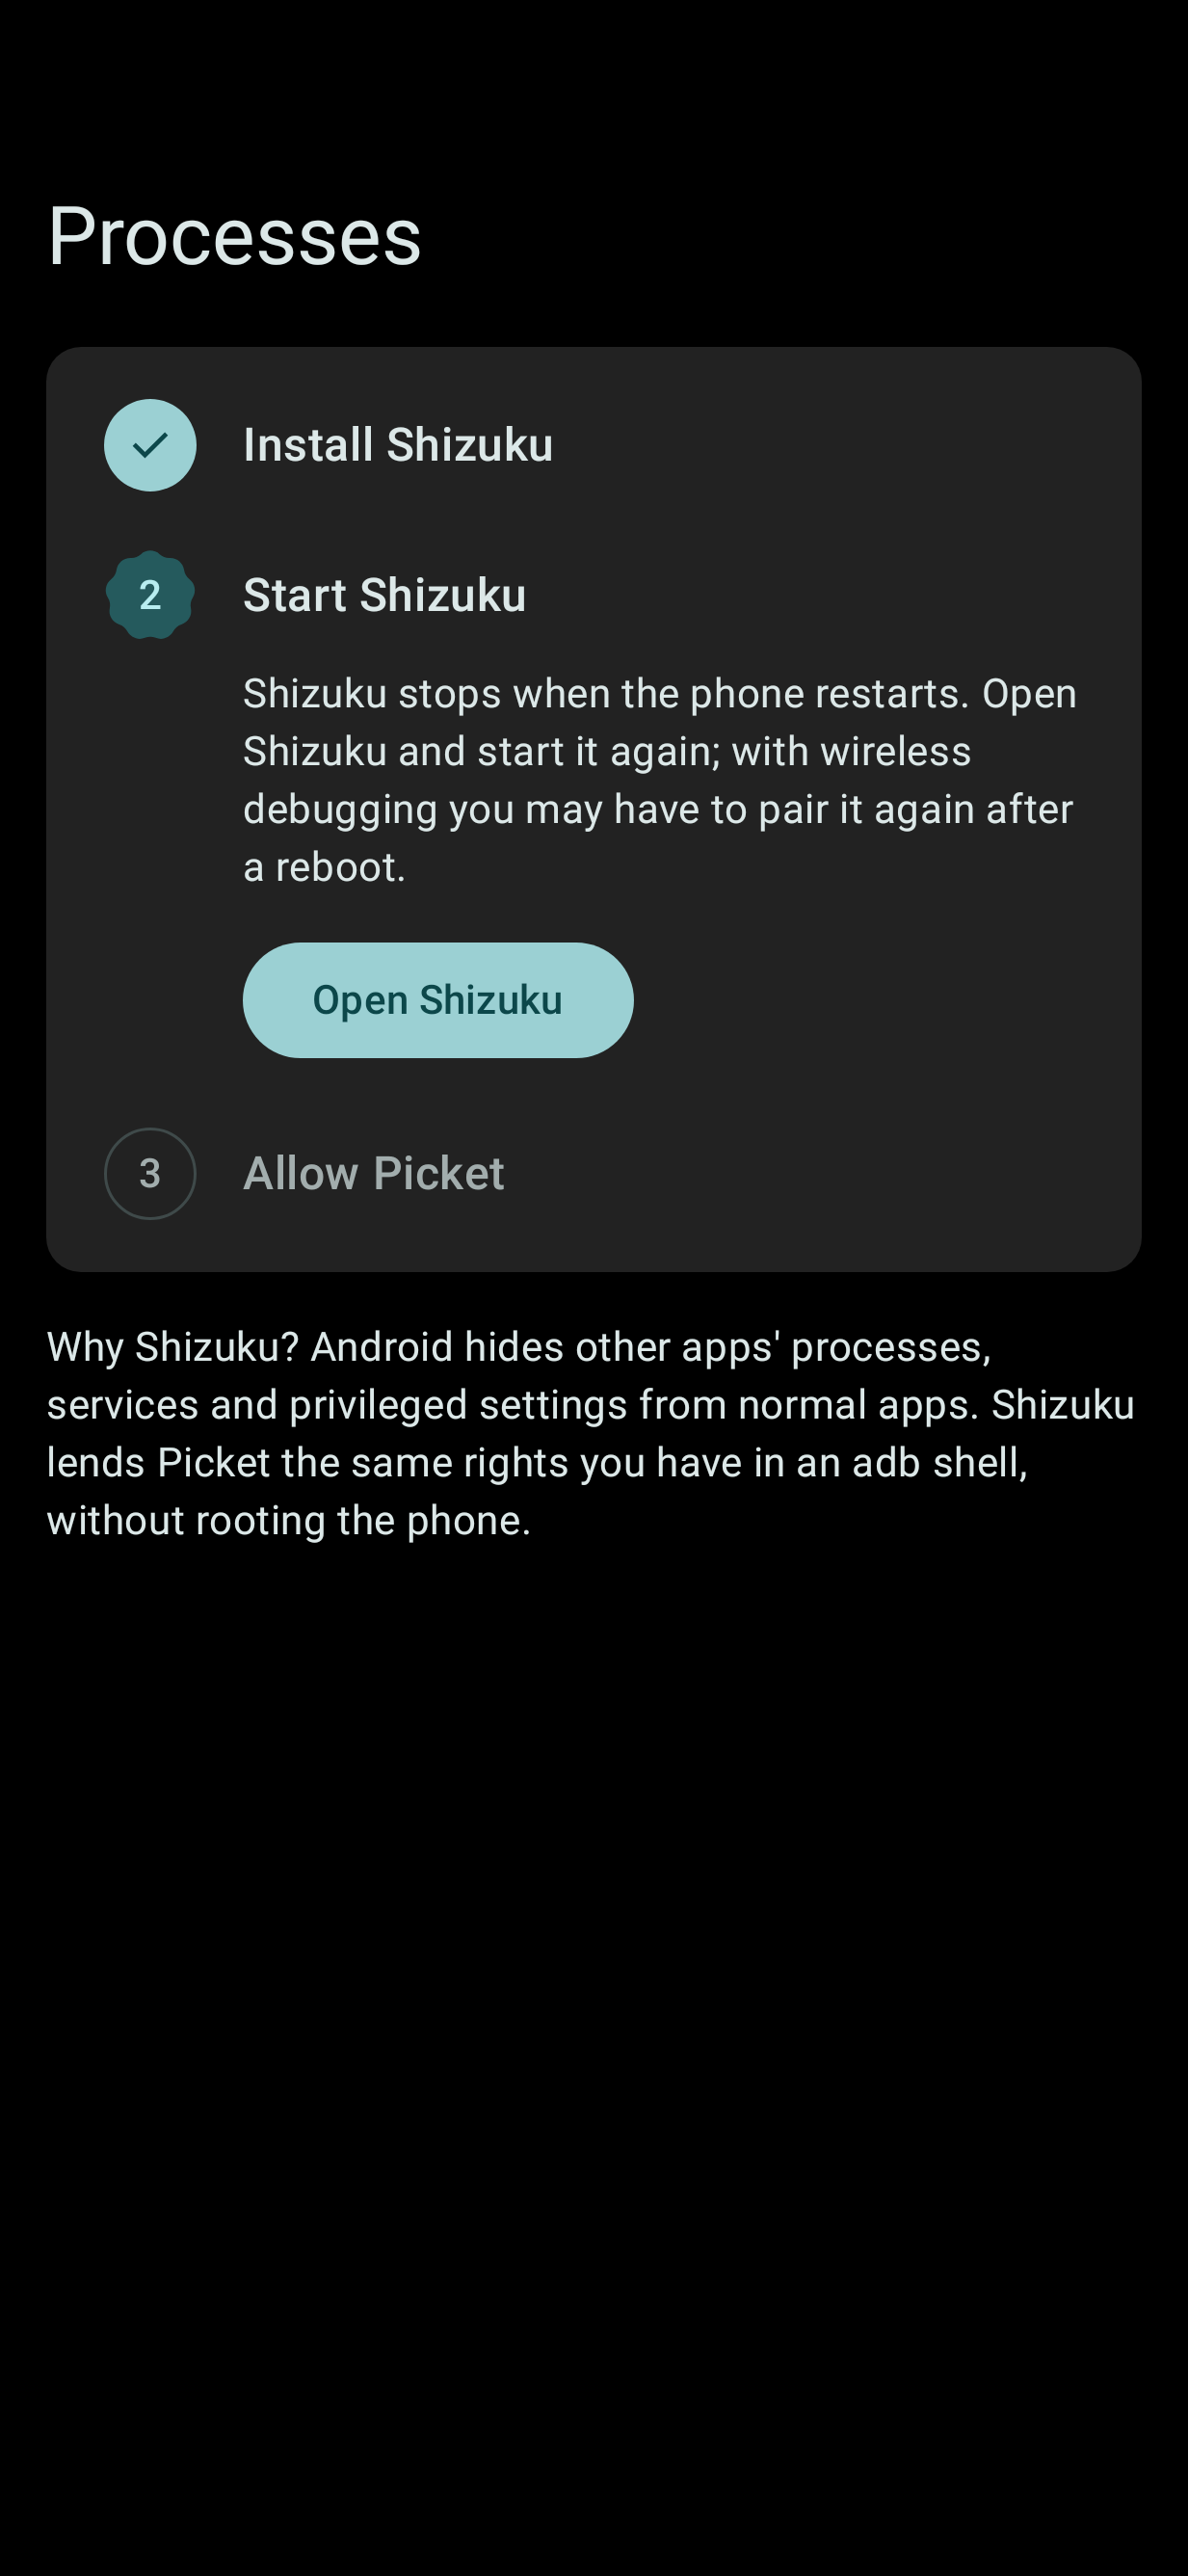 Processes
Install Shizuku
2
Start Shizuku
Shizuku stops when the phone restarts. Open
Shizuku and start it again; with wireless
debugging you may have to pair it again after
a reboot.
Open Shizuku
3
Allow Picket
Why Shizuku? Android hides other apps' processes,
services and privileged settings from normal apps. Shizuku
lends Picket the same rights you have in an adb shell,
without rooting the phone.